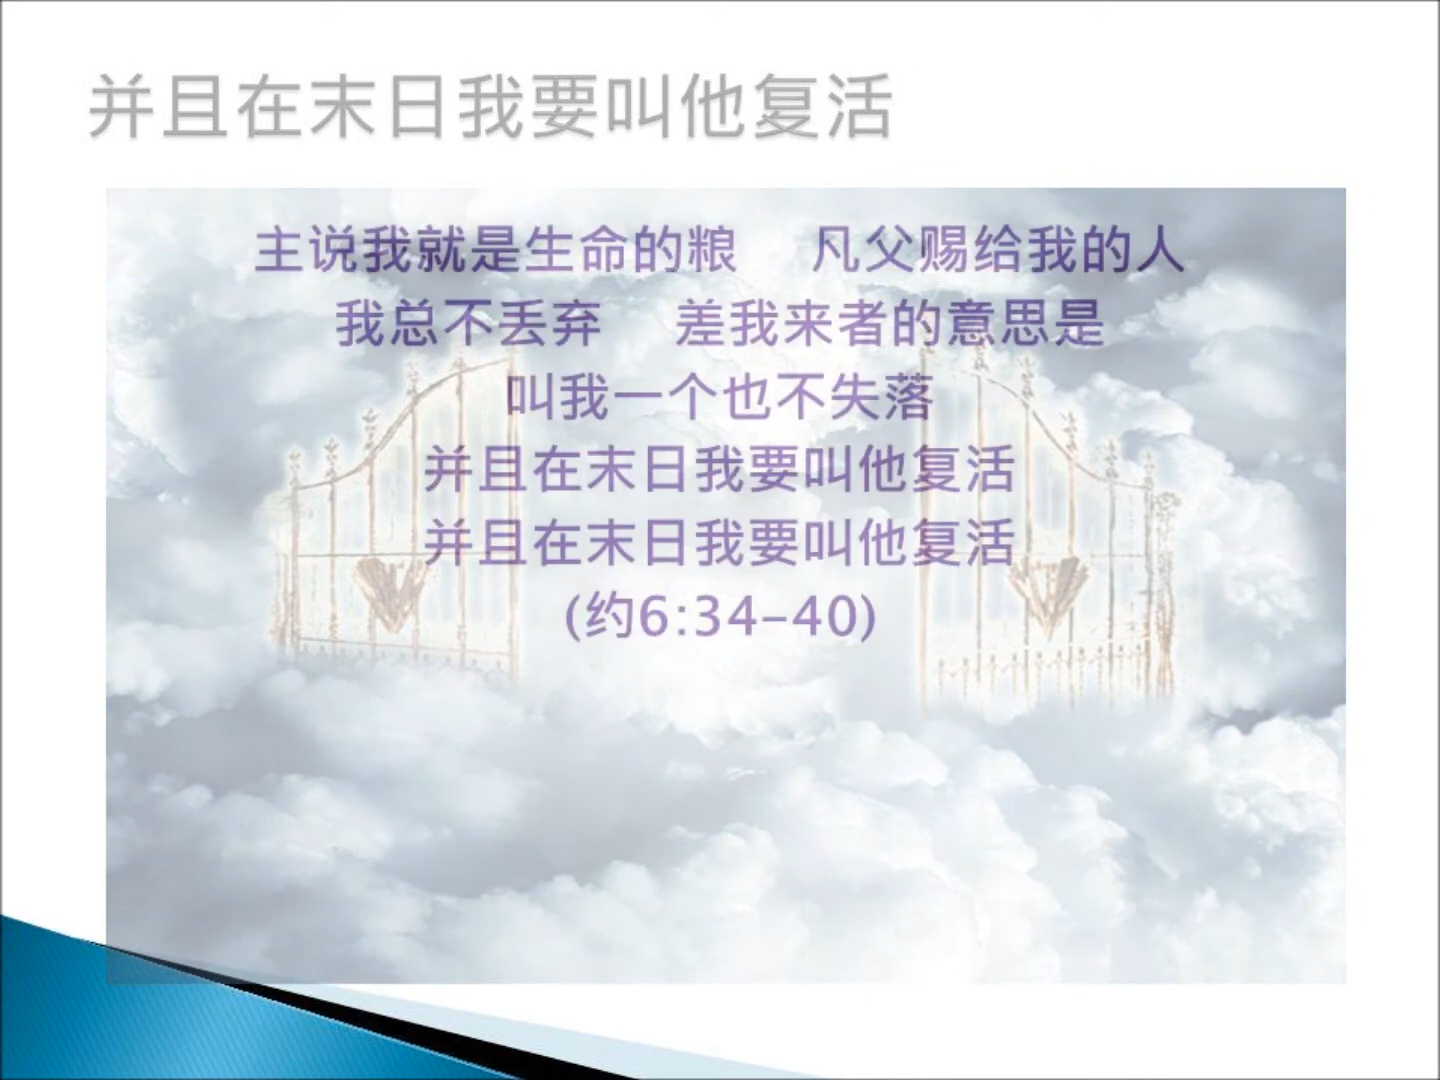 并且在末日我要叫他复活
主说我就是生命的粮 凡父赐给我的人
我总不丢弃 差我来者的意思是
叫我一个也不失落
并且在末日我要叫他复活
并且在末日我要叫他复活
(约6:34-40)